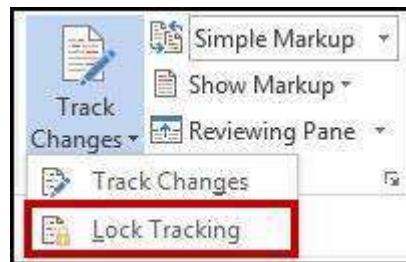 Simple Markup
Show Markup
Track
Changes
Reviewing Pane
Track Changes
Lock Tracking